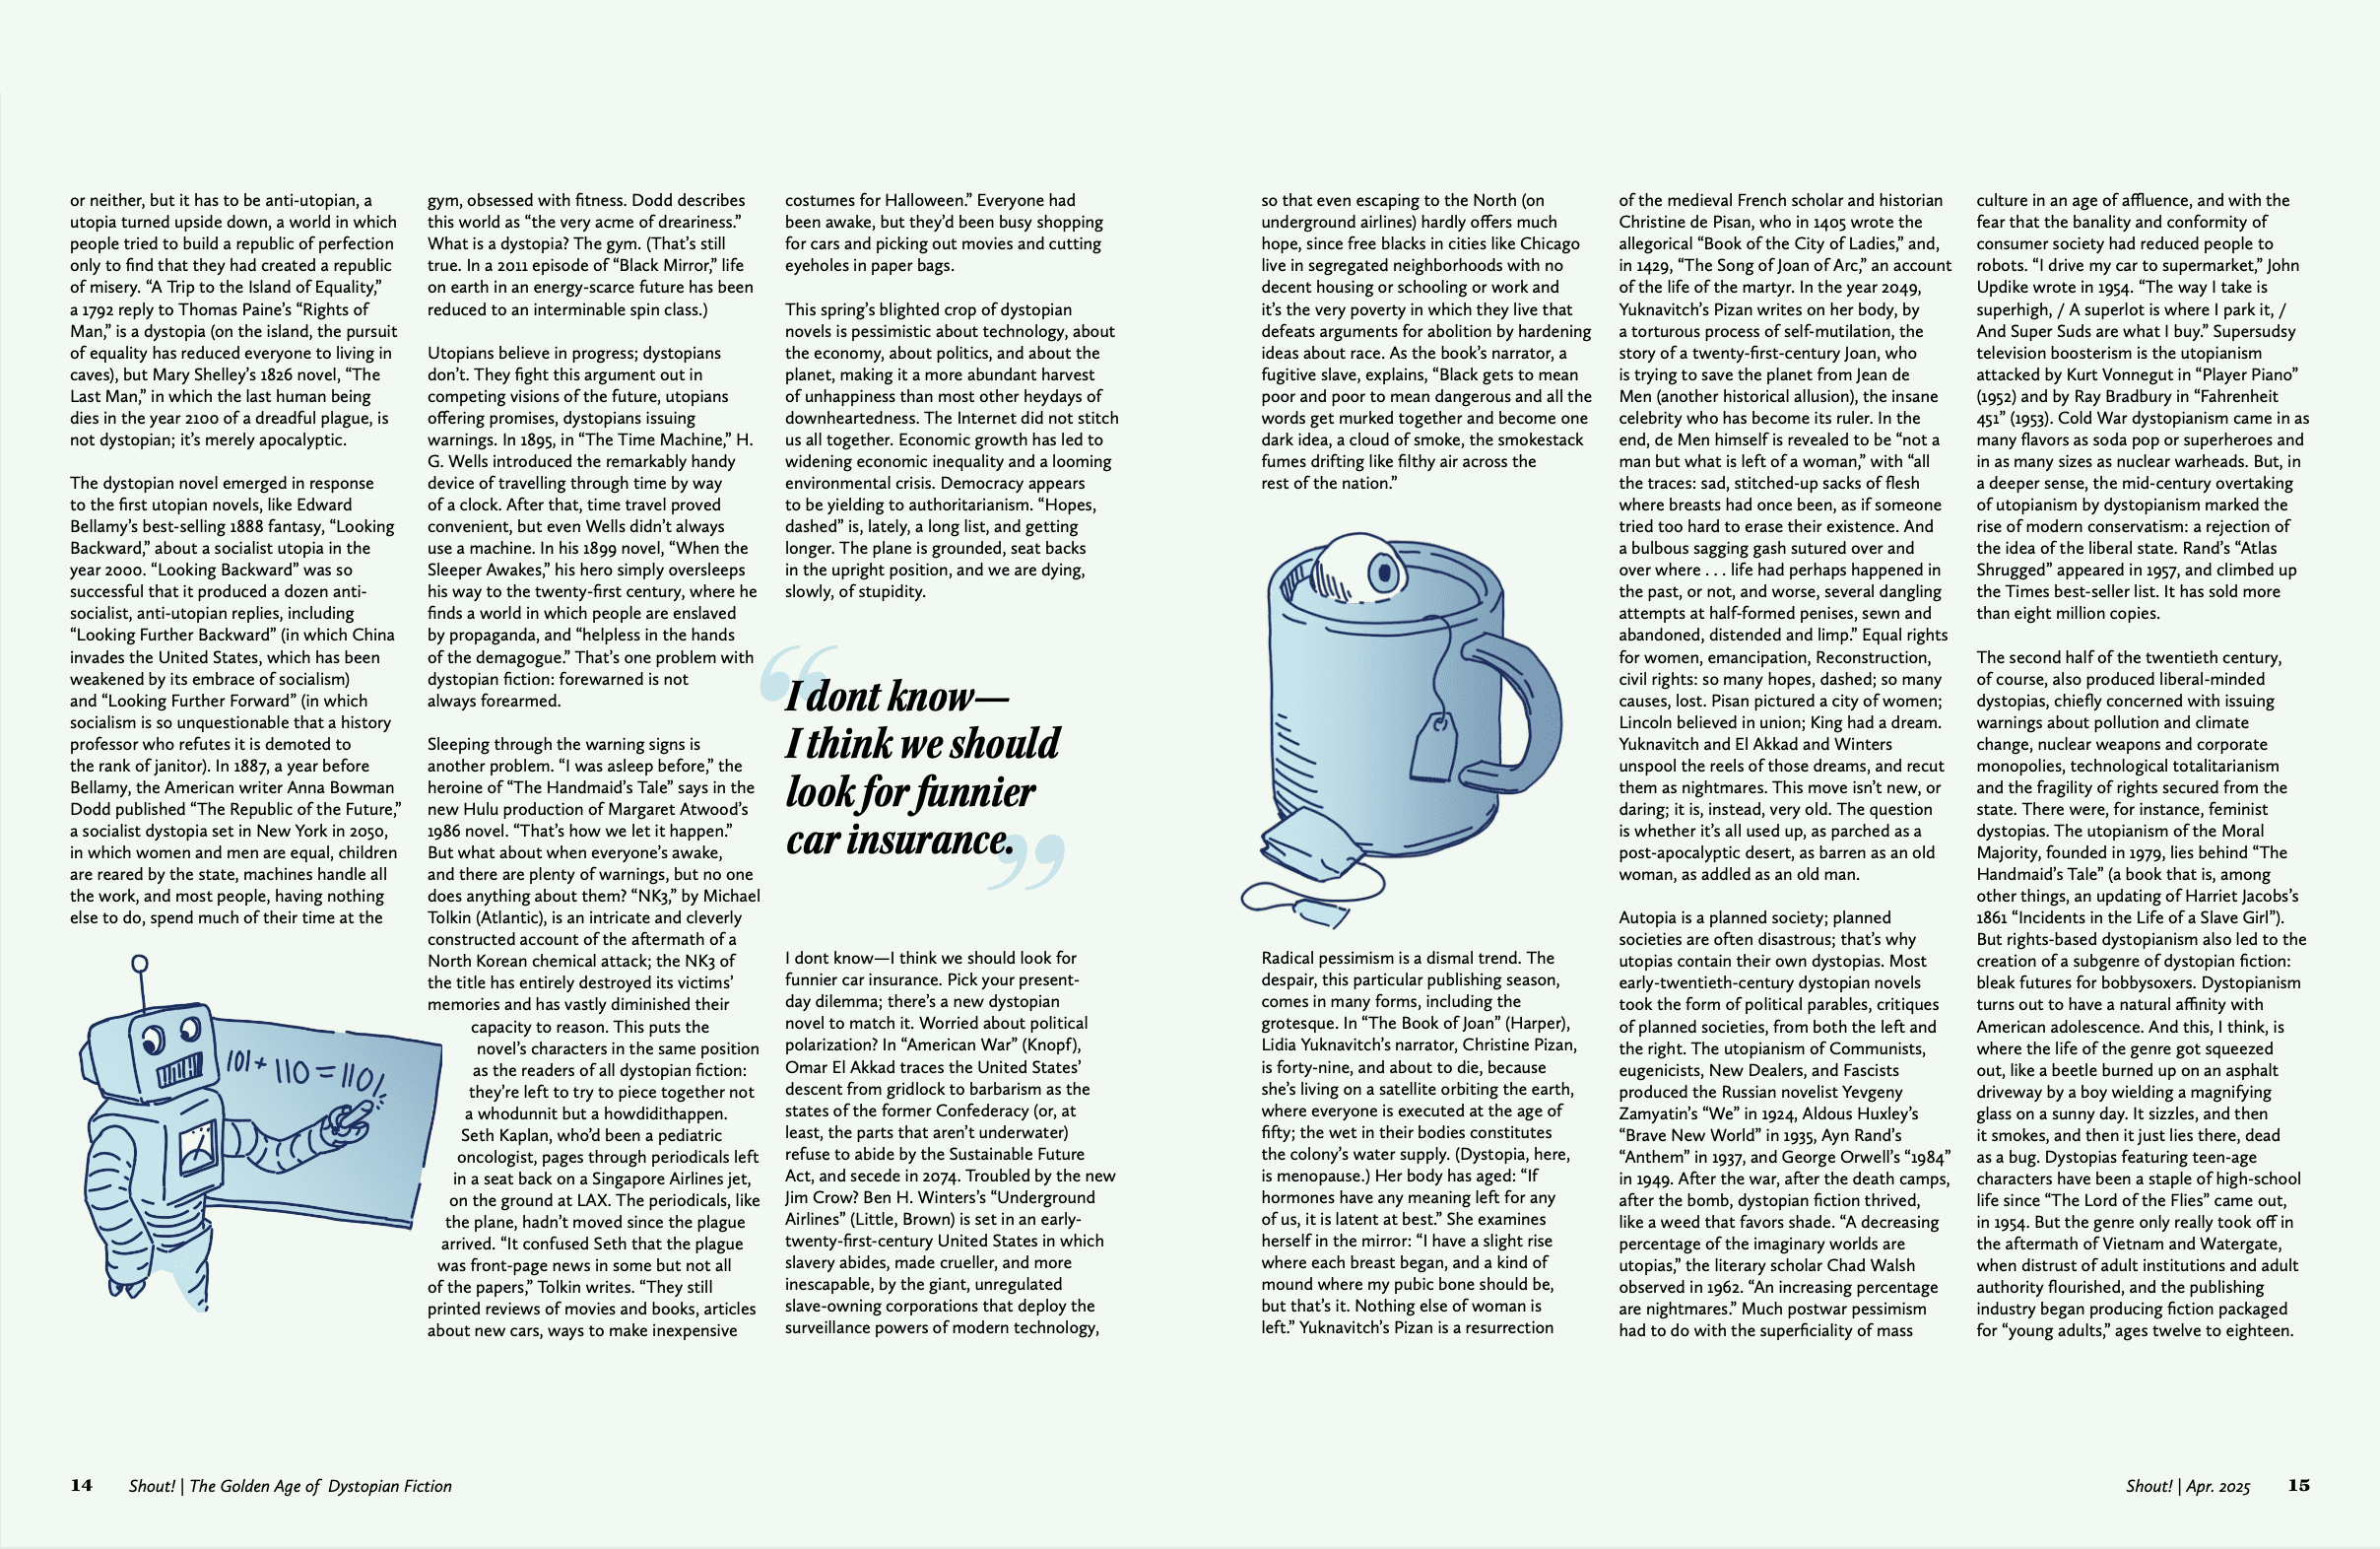 or neither, but it has to be anti-utopian, a
utopia turned upside down, a world in which
people tried to build a republic of perfection
only to find that they had created a republic
of misery. “A Trip to the Island of Equality,”
a 1792 reply to Thomas Paine’s “Rights of
Man,” is a dystopia (on the island, the pursuit
of equality has reduced everyone to living in
caves), but Mary Shelley’s 1826 novel, “The
Last Man,” in which the last human being
dies in the year 2100 of a dreadful plague, is
not dystopian; it’s merely apocalyptic.
The dystopian novel emerged in response
to the first utopian novels, like Edward
Bellamy’s best-selling 1888 fantasy, “Looking
Backward,” about a socialist utopia in the
year 2000. “Looking Backward” was so
successful that it produced a dozen anti-
socialist, anti-utopian replies, including
“Looking Further Backward” (in which China
invades the United States, which has been
weakened by its embrace of socialism)
and “Looking Further Forward” (in which
socialism is so unquestionable that a history
professor who refutes it is demoted to
the rank of janitor). In 1887, a year before
Bellamy, the American writer Anna Bowman
Dodd published “The Republic of the Future,”
a socialist dystopia set in New York in 2050,
in which women and men are equal, children
are reared by the state, machines handle all
the work, and most people, having nothing
else to do, spend much of their time at the
101+ 110 = 1101
gym, obsessed with fitness. Dodd describes
this world as “the very acme of dreariness.”
What is a dystopia? The gym. (That’s still
true. In a 2011 episode of “Black Mirror,” life
on earth in an energy-scarce future has been
reduced to an interminable spin class.)
Utopians believe in progress; dystopians
don’t. They fight this argument out in
competing visions of the future, utopians
offering promises, dystopians issuing
warnings. In 1895, in “The Time Machine,” H.
G. Wells introduced the remarkably handy
device of travelling through time by way
of a clock. After that, time travel proved
convenient, but even Wells didn’t always
use a machine. In his 1899 novel, “When the
Sleeper Awakes,” his hero simply oversleeps
his way to the twenty-first century, where he
finds a world in which people are enslaved
by propaganda, and “helpless in the hands
of the demagogue.” That’s one problem with
dystopian fiction: forewarned is not
always forearmed.
Sleeping through the warning signs is
another problem. “I was asleep before,” the
heroine of “The Handmaid’s Tale” says in the
new Hulu production of Margaret Atwood’s
1986 novel. “That’s how we let it happen.”
But what about when everyone’s awake,
and there are plenty of warnings, but no one
does anything about them? “NK3,” by Michael
Tolkin (Atlantic), is an intricate and cleverly
constructed account of the aftermath of a
North Korean chemical attack; the NK3 of
the title has entirely destroyed its victims’
memories and has vastly diminished their
capacity to reason. This puts the
novel’s characters in the same position
as the readers of all dystopian fiction:
they’re left to try to piece together not
a whodunnit but a howdidithappen.
Seth Kaplan, who’d been a pediatric
oncologist, pages through periodicals left
in a seat back on a Singapore Airlines jet,
on the ground at LAX. The periodicals, like
the plane, hadn’t moved since the plague
arrived. “It confused Seth that the plague
was front-page news in some but not all
of the papers,” Tolkin writes. “They still
printed reviews of movies and books, articles
about new cars, ways to make inexpensive
costumes for Halloween.” Everyone had
been awake, but they’d been busy shopping
for cars and picking out movies and cutting
eyeholes in paper bags.
This spring’s blighted crop of dystopian
novels is pessimistic about technology, about
the economy, about politics, and about the
planet, making it a more abundant harvest
of unhappiness than most other heydays of
downheartedness. The Internet did not stitch
us all together. Economic growth has led to
widening economic inequality and a looming
environmental crisis. Democracy appears
to be yielding to authoritarianism. “Hopes,
dashed” is, lately, a long list, and getting
longer. The plane is grounded, seat backs
in the upright position, and we are dying,
slowly, of stupidity.
“I dont know—
I think we should
look for funnier
car insurance.”
I dont know—I think we should look for
funnier car insurance. Pick your present-
day dilemma; there’s a new dystopian
novel to match it. Worried about political
polarization? In “American War” (Knopf),
Omar El Akkad traces the United States’
descent from gridlock to barbarism as the
states of the former Confederacy (or, at
least, the parts that aren’t underwater)
refuse to abide by the Sustainable Future
Act, and secede in 2074. Troubled by the new
Jim Crow? Ben H. Winters’s “Underground
Airlines” (Little, Brown) is set in an early-
twenty-first-century United States in which
slavery abides, made crueller, and more
inescapable, by the giant, unregulated
slave-owning corporations that deploy the
surveillance powers of modern technology,
so that even escaping to the North (on
underground airlines) hardly offers much
hope, since free blacks in cities like Chicago
live in segregated neighborhoods with no
decent housing or schooling or work and
it’s the very poverty in which they live that
defeats arguments for abolition by hardening
ideas about race. As the book’s narrator, a
fugitive slave, explains, “Black gets to mean
poor and poor to mean dangerous and all the
words get murked together and become one
dark idea, a cloud of smoke, the smokestack
fumes drifting like filthy air across the
rest of the nation.”
Radical pessimism is a dismal trend. The
despair, this particular publishing season,
comes in many forms, including the
grotesque. In “The Book of Joan” (Harper),
Lidia Yuknavitch’s narrator, Christine Pizan,
is forty-nine, and about to die, because
she’s living on a satellite orbiting the earth,
where everyone is executed at the age of
fifty; the wet in their bodies constitutes
the colony’s water supply. (Dystopia, here,
is menopause.) Her body has aged: “If
hormones have any meaning left for any
of us, it is latent at best.” She examines
herself in the mirror: “I have a slight rise
where each breast began, and a kind of
mound where my pubic bone should be,
but that’s it. Nothing else of woman is
left.” Yuknavitch’s Pizan is a resurrection
of the medieval French scholar and historian
Christine de Pisan, who in 1405 wrote the
allegorical “Book of the City of Ladies,” and,
in 1429, “The Song of Joan of Arc,” an account
of the life of the martyr. In the year 2049,
Yuknavitch’s Pizan writes on her body, by
a torturous process of self-mutilation, the
story of a twenty-first-century Joan, who
is trying to save the planet from Jean de
Men (another historical allusion), the insane
celebrity who has become its ruler. In the
end, de Men himself is revealed to be “not a
man but what is left of a woman,” with “all
the traces: sad, stitched-up sacks of flesh
where breasts had once been, as if someone
tried too hard to erase their existence. And
a bulbous sagging gash sutured over and
over where . . . life had perhaps happened in
the past, or not, and worse, several dangling
attempts at half-formed penises, sewn and
abandoned, distended and limp.” Equal rights
for women, emancipation, Reconstruction,
civil rights: so many hopes, dashed; so many
causes, lost. Pisan pictured a city of women;
Lincoln believed in union; King had a dream.
Yuknavitch and El Akkad and Winters
unspool the reels of those dreams, and recut
them as nightmares. This move isn’t new, or
daring; it is, instead, very old. The question
is whether it’s all used up, as parched as a
post-apocalyptic desert, as barren as an old
woman, as addled as an old man.
Autopia is a planned society; planned
societies are often disastrous; that’s why
utopias contain their own dystopias. Most
early-twentieth-century dystopian novels
took the form of political parables, critiques
of planned societies, from both the left and
the right. The utopianism of Communists,
eugenicists, New Dealers, and Fascists
produced the Russian novelist Yevgeny
Zamyatin’s “We” in 1924, Aldous Huxley’s
“Brave New World” in 1935, Ayn Rand’s
“Anthem” in 1937, and George Orwell’s “1984”
in 1949. After the war, after the death camps,
after the bomb, dystopian fiction thrived,
like a weed that favors shade. “A decreasing
percentage of the imaginary worlds are
utopias,” the literary scholar Chad Walsh
observed in 1962. “An increasing percentage
are nightmares.” Much postwar pessimism
had to do with the superficiality of mass
culture in an age of affluence, and with the
fear that the banality and conformity of
consumer society had reduced people to
robots. “I drive my car to supermarket,” John
Updike wrote in 1954. “The way I take is
superhigh, / A superlot is where I park it, /
And Super Suds are what I buy.” Supersudsy
television boosterism is the utopianism
attacked by Kurt Vonnegut in “Player Piano”
(1952) and by Ray Bradbury in “Fahrenheit
451” (1953). Cold War dystopianism came in as
many flavors as soda pop or superheroes and
in as many sizes as nuclear warheads. But, in
a deeper sense, the mid-century overtaking
of utopianism by dystopianism marked the
rise of modern conservatism: a rejection of
the idea of the liberal state. Rand’s “Atlas
Shrugged” appeared in 1957, and climbed up
the Times best-seller list. It has sold more
than eight million copies.
The second half of the twentieth century,
of course, also produced liberal-minded
dystopias, chiefly concerned with issuing
warnings about pollution and climate
change, nuclear weapons and corporate
monopolies, technological totalitarianism
and the fragility of rights secured from the
state. There were, for instance, feminist
dystopias. The utopianism of the Moral
Majority, founded in 1979, lies behind “The
Handmaid’s Tale” (a book that is, among
other things, an updating of Harriet Jacobs’s
1861 “Incidents in the Life of a Slave Girl”).
But rights-based dystopianism also led to the
creation of a subgenre of dystopian fiction:
bleak futures for bobbysoxers. Dystopianism
turns out to have a natural affinity with
American adolescence. And this, I think, is
where the life of the genre got squeezed
out, like a beetle burned up on an asphalt
driveway by a boy wielding a magnifying
glass on a sunny day. It sizzles, and then
it smokes, and then it just lies there, dead
as a bug. Dystopias featuring teen-age
characters have been a staple of high-school
life since “The Lord of the Flies” came out,
in 1954. But the genre only really took off in
the aftermath of Vietnam and Watergate,
when distrust of adult institutions and adult
authority flourished, and the publishing
industry began producing fiction packaged
for “young adults,” ages twelve to eighteen.
14 Shout! | The Golden Age of Dystopian Fiction
Shout! | Apr. 2025 15